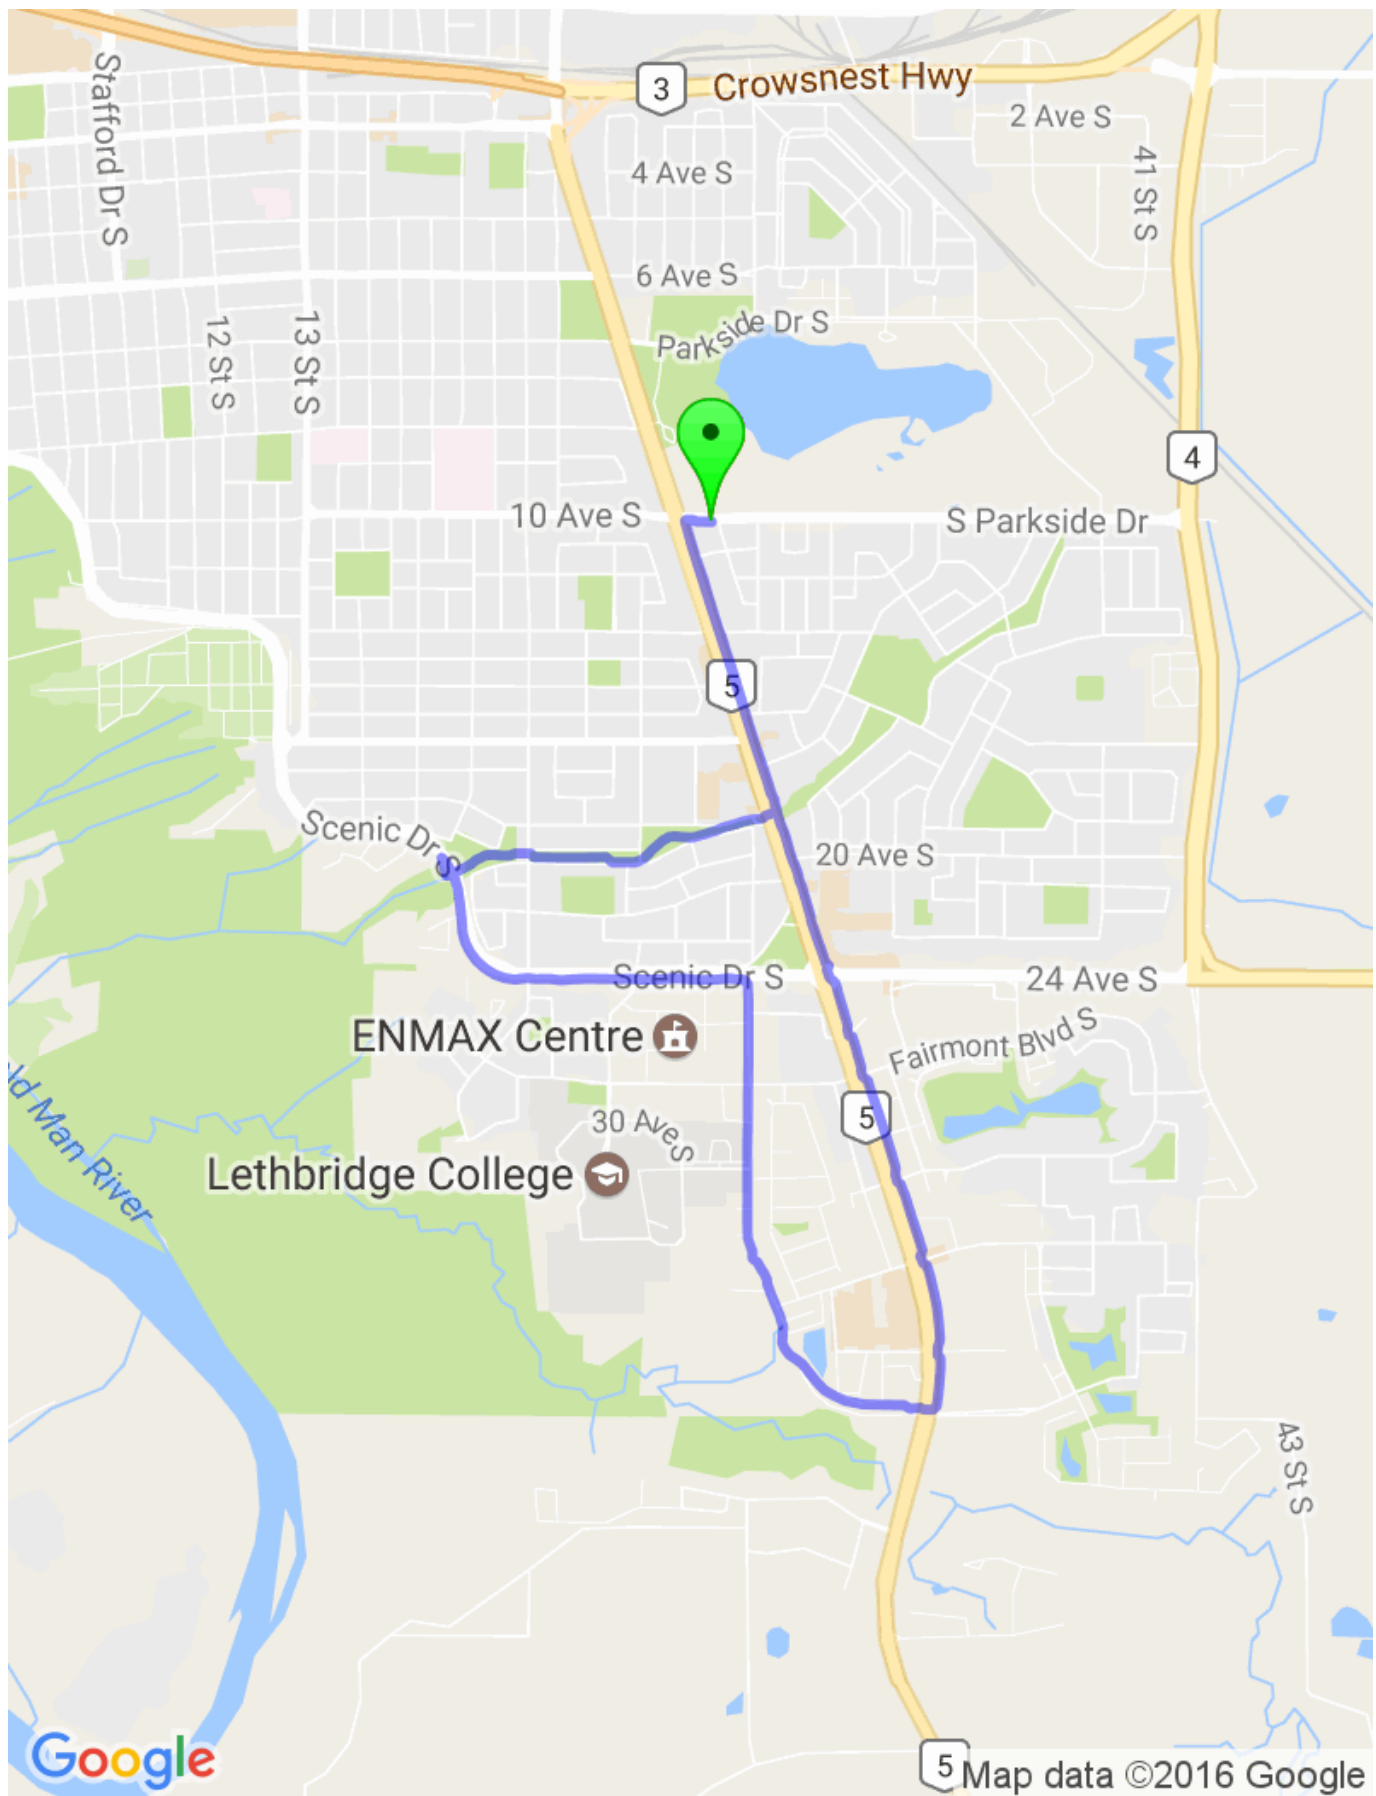 Stafford Dr S
3
Crowsnest Hwy
2 Ave S
4 Ave S
41 St S
6 Ave S
12 St S
13 St S
Parkside Dr S
4
10 Ave S
S Parkside Dr
5
Scenic Dr S
20 Ave S
Scenic Dr S
24 Ave S
ENMAX Centre
Fairmont Blvd S
5
30 Ave S
Lethbridge College
ld Man River
43 St S
Google
5
Map data ©2016 Google